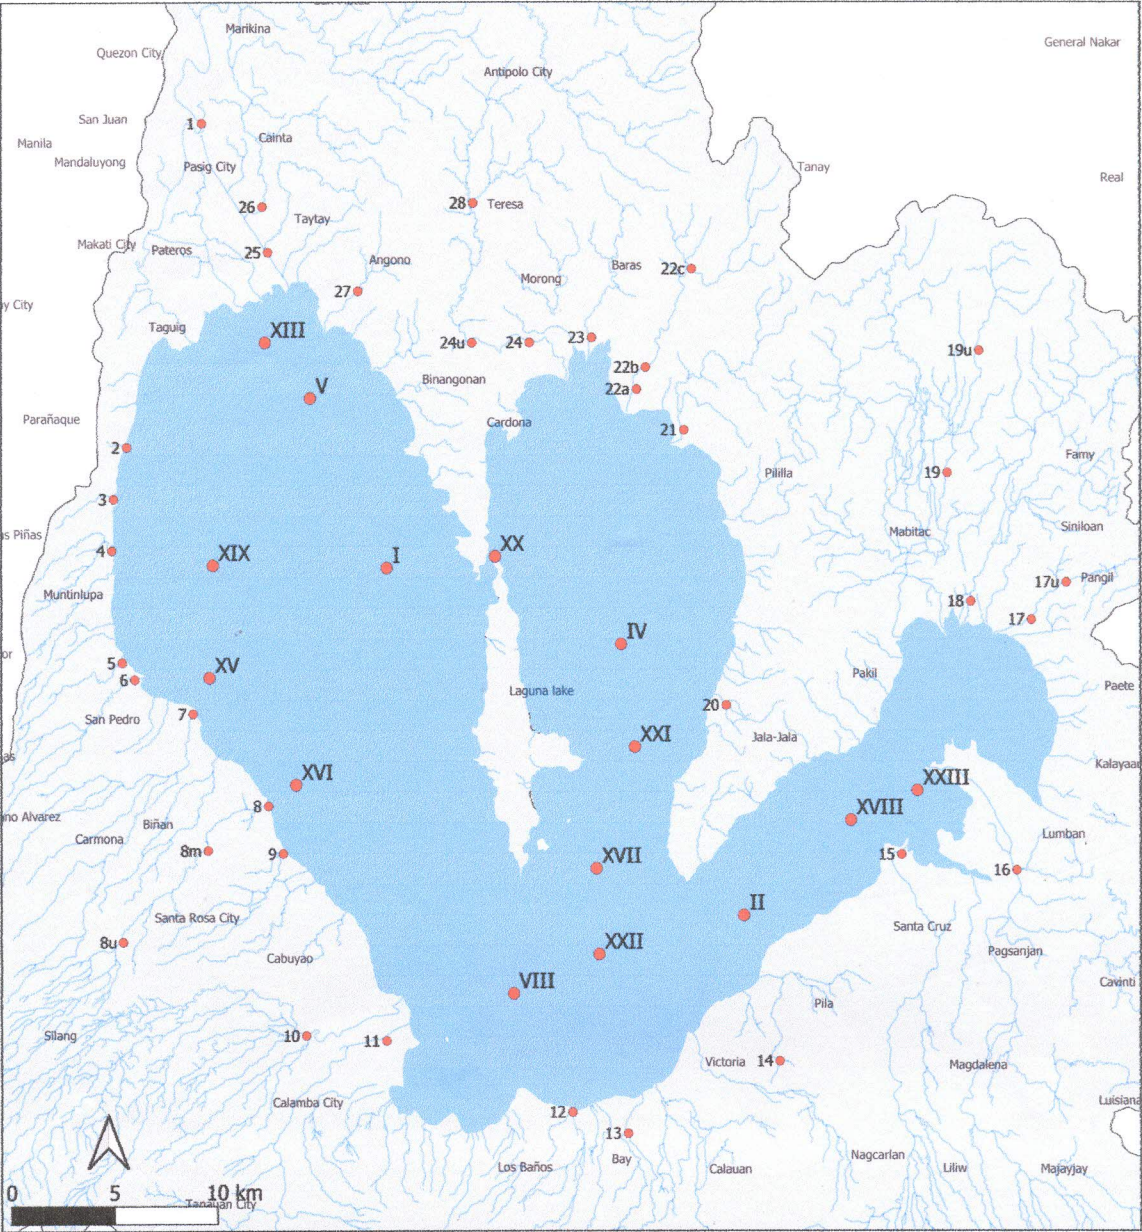 Marikina
General Nakar
Quezon City
Antipolo City
San Juan
1
Cainta
Manila
Mandaluyong
Pasig City
Tanay
Real
26
Taytay
28
Teresa
Makati City
Pateros
25
Angono
Baras
22c
Morong
27
Taguig
XIII
24u
24
23
19u
22b
Binangonan
V
22a
Parañaque
Cardona
21
2
Famy
Pililla
19
3
Siniloan
Mabitac
4
XIX
I
XX
17u
Pangil
Muntinlupa
18
17
IV
5
XV
6
Pakil
Paete
Laguna lake
7
San Pedro
20
Jala-Jala
XXI
Kalayaan
XVI
XXIII
8
XVIII
Biñan
Carmona
Lumban
8m
9
XVII
15
16
II
Santa Rosa City
Santa Cruz
8u
XXII
Pagsanjan
Cabuyao
VIII
Cavinti
Pila
Silang
10
11
Victoria
14
Magdalena
Calamba City
Luisiana
12
13
Bay
Los Baños
Calauan
Nagcarlan
Liliw
Majayjay
0 5 10 km
Tanauan City